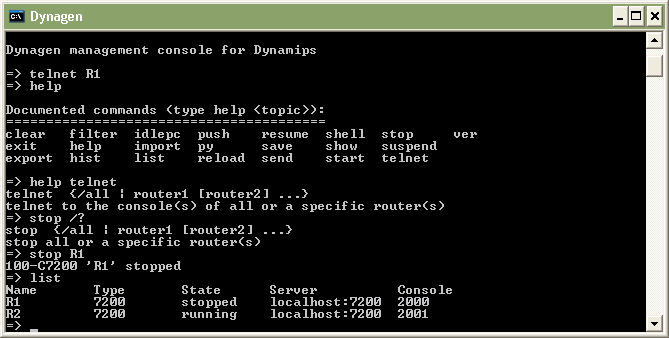 Dynagen
Dynagen management console for Dynamips
=> telnet R1
=> help
Documented commands (type help <topic>):
========================================
clear   filter  idlepc  push    resume  shell  stop     ver
exit    help    import  py      save    show   suspend
export  hist    list    reload  send    start  telnet
=> help telnet
telnet  {/all | router1 [router2] ...}
telnet to the console(s) of all or a specific router(s)
=> stop /?
stop  {/all | router1 [router2] ...}
stop all or a specific router(s)
=> stop R1
100-C7200 'R1' stopped
=> list
Name       Type       State      Server          Console
R1         7200       stopped    localhost:7200  2000
R2         7200       running    localhost:7200  2001
=> _